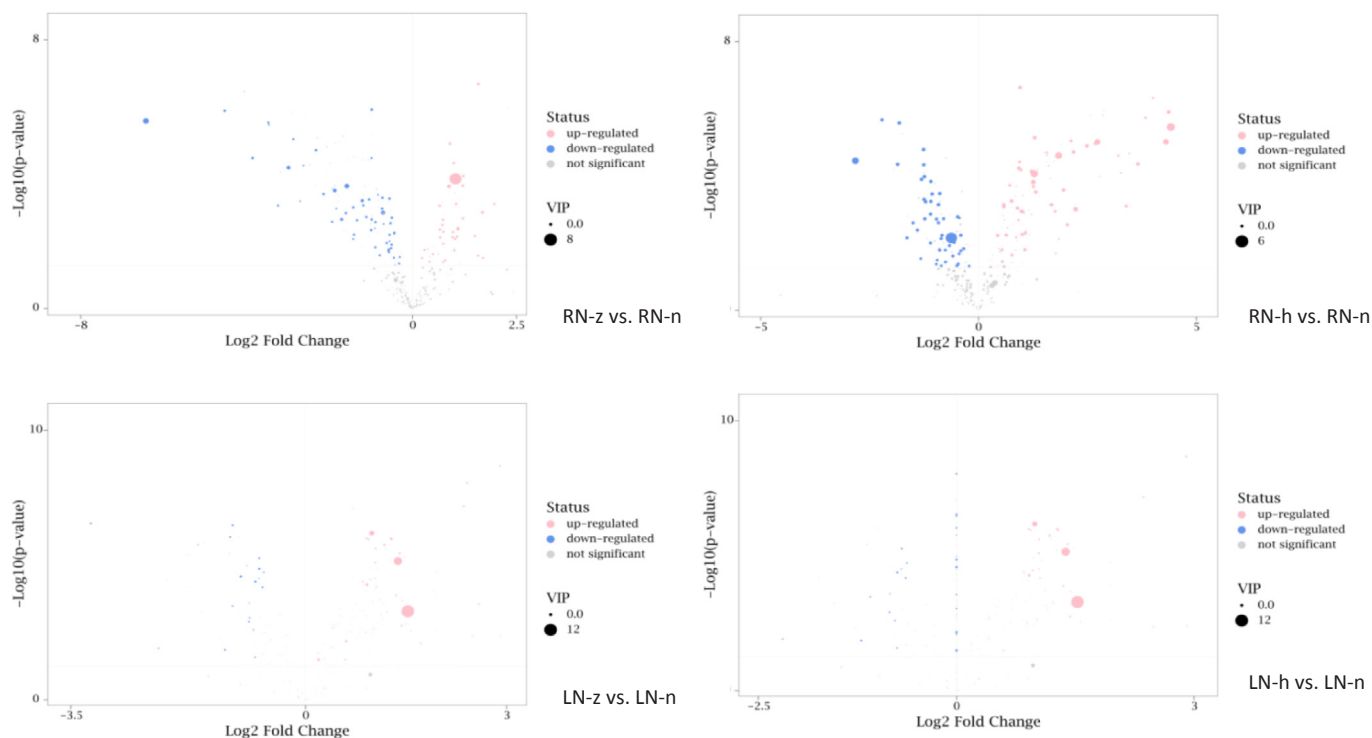 8
−Log10(p-value)
0
−8
0
2.5
Log2 Fold Change
Status
up-regulated
down-regulated
not significant
VIP
0.0
8
RN-z vs. RN-n
8
−Log10(p-value)
−5
0
5
Log2 Fold Change
Status
up-regulated
down-regulated
not significant
VIP
0.0
6
RN-h vs. RN-n
10
−Log10(p-value)
0
−3.5
0
3
Log2 Fold Change
Status
up-regulated
down-regulated
not significant
VIP
0.0
12
LN-z vs. LN-n
10
−Log10(p-value)
−2.5
0
3
Log2 Fold Change
Status
up-regulated
down-regulated
not significant
VIP
0.0
12
LN-h vs. LN-n